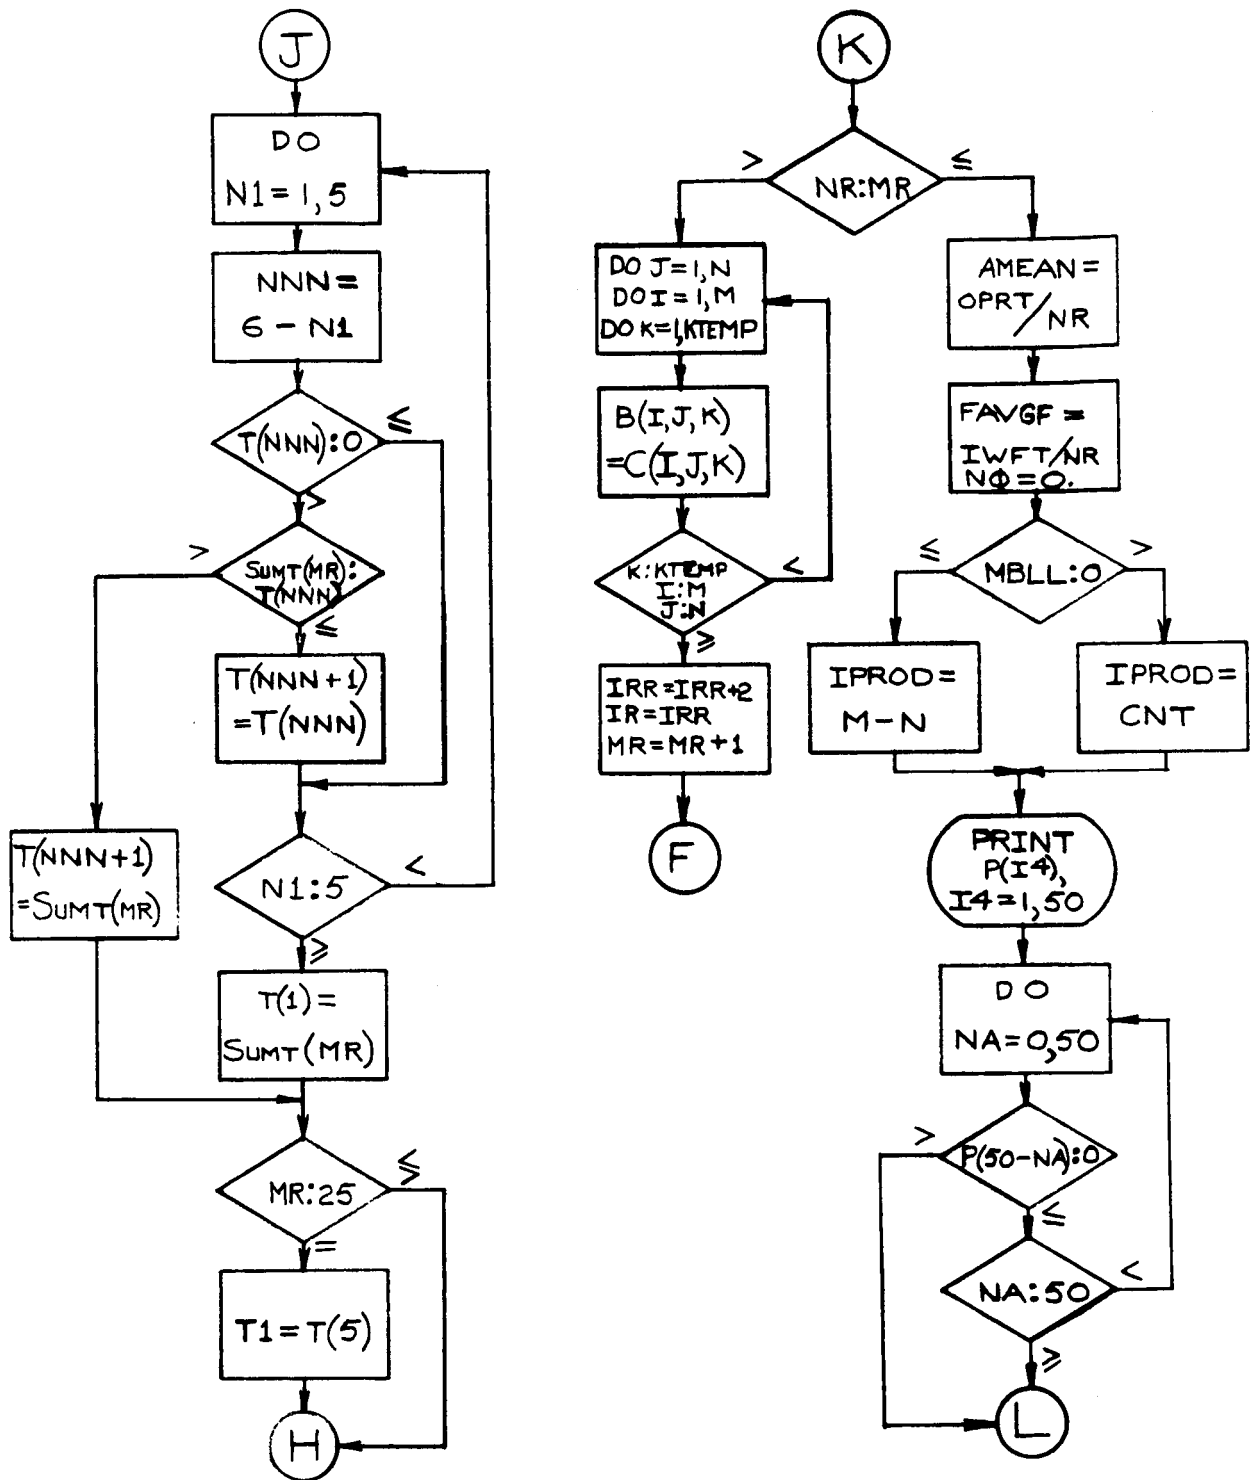 J
DO
N1=1,5
NNN=
6-N1
T(NNN):0
≤
>
SUMT(MR):
T(NNN)
>
≤
T(NNN+1)
=T(NNN)
T(NNN+1)
=SUMT(MR)
N1:5
<
≥
T(1)=
SUMT(MR)
MR:25
≶
=
T1=T(5)
H
K
NR:MR
>
≤
DO J=1,N
DO I=1,M
DO K=1,KTEMP
B(I,J,K)
=C(I,J,K)
K:KTEMP
I:M
J:N
<
≥
IRR=IRR+2
IR=IRR
MR=MR+1
F
AMEAN=
OPRT/NR
FAVGF=
IWFT/NR
NΦ=0.
MBLL:0
≤
>
IPROD=
M-N
IPROD=
CNT
PRINT
P(I4),
I4=1,50
DO
NA=0,50
P(50-NA):0
>
≤
NA:50
<
≥
L